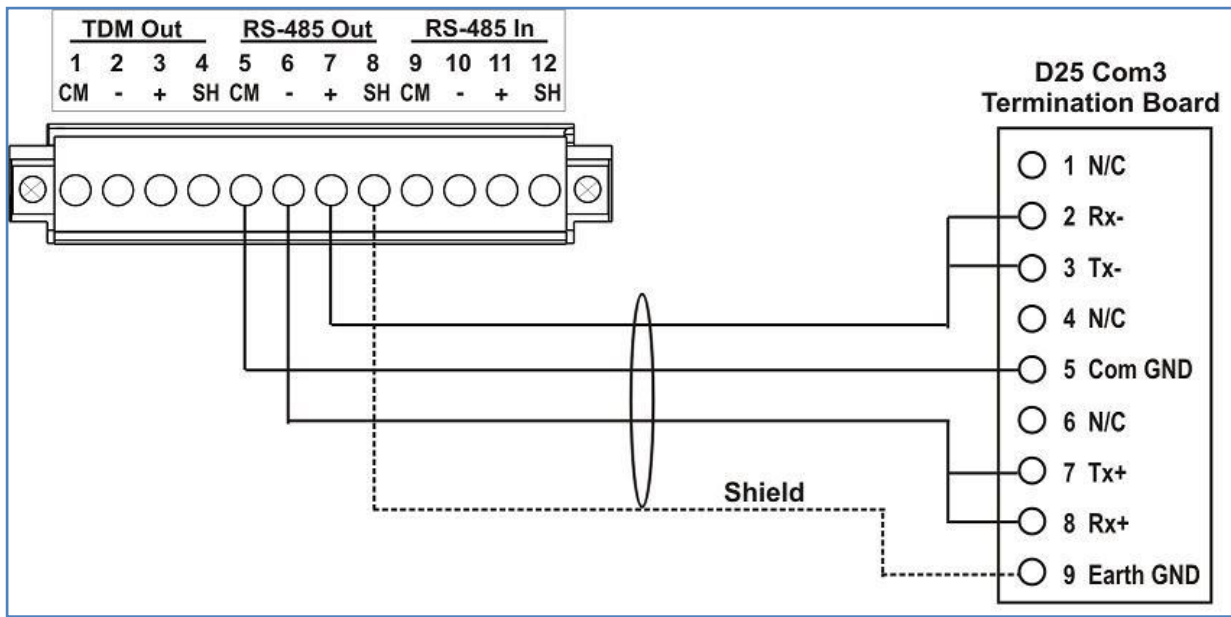 TDM Out RS-485 Out RS-485 In
1 2 3 4 5 6 7 8 9 10 11 12
CM - + SH CM - + SH CM - + SH
D25 Com3
Termination Board
1 N/C
2 Rx-
3 Tx-
4 N/C
5 Com GND
6 N/C
7 Tx+
8 Rx+
9 Earth GND
Shield